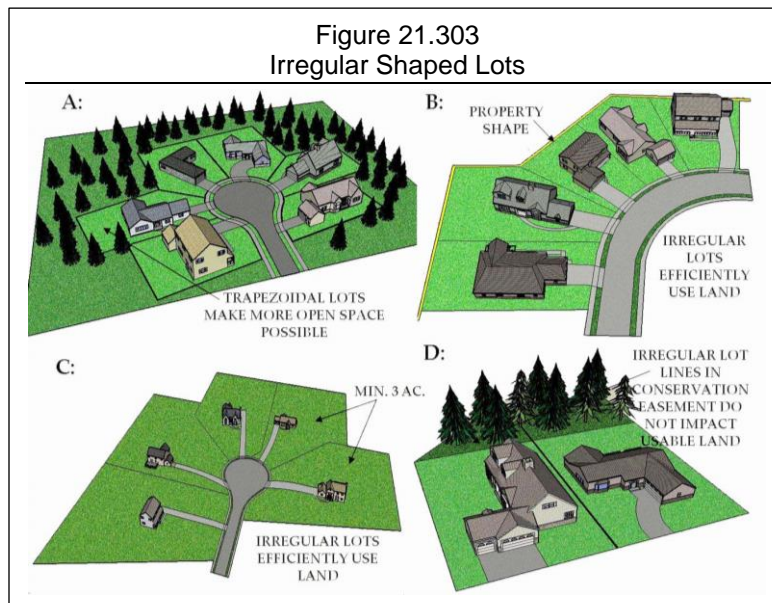 Figure 21.303
Irregular Shaped Lots
A:
TRAPEZOIDAL LOTS
MAKE MORE OPEN SPACE
POSSIBLE
B:
PROPERTY
SHAPE
IRREGULAR
LOTS
EFFICIENTLY
USE LAND
C:
MIN. 3 AC.
IRREGULAR LOTS
EFFICIENTLY USE
LAND
D:
IRREGULAR LOT
LINES IN
CONSERVATION
EASEMENT DO
NOT IMPACT
USABLE LAND